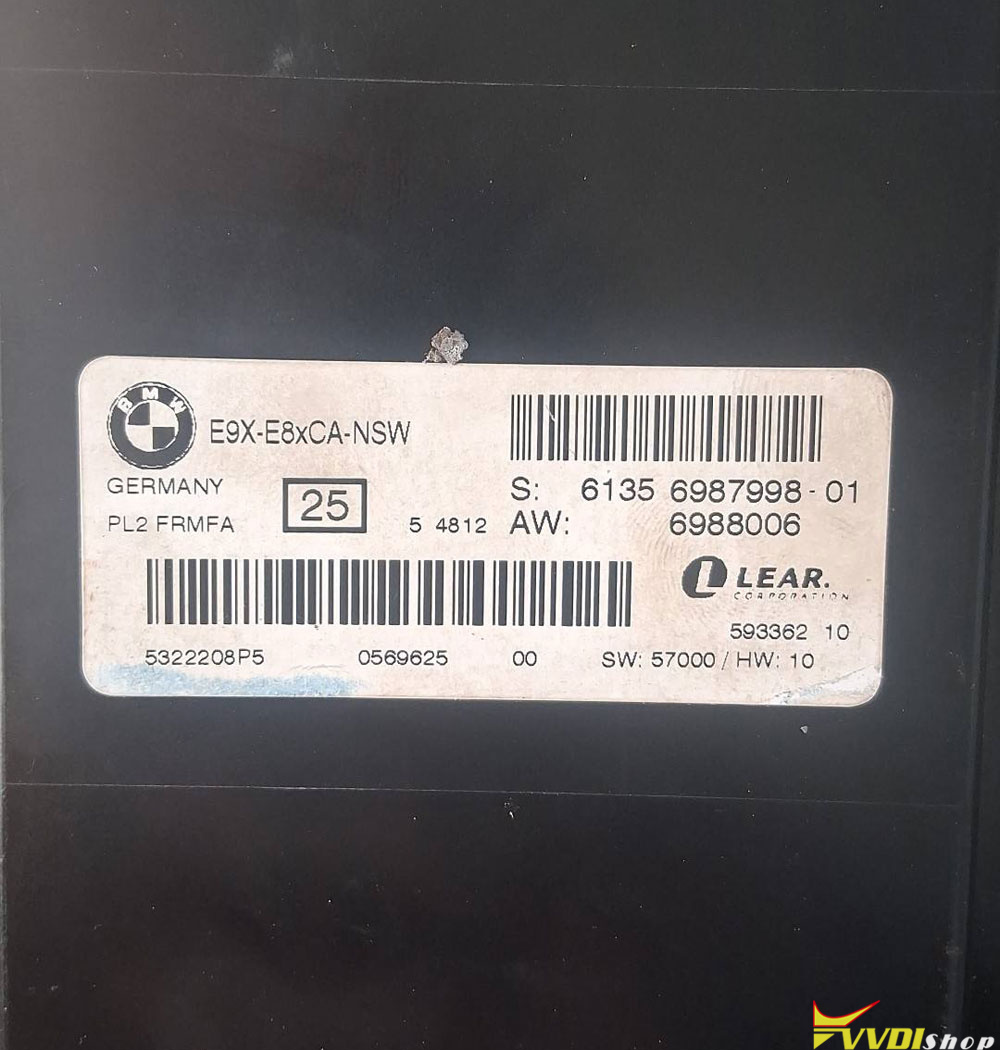 BMW
E9X-E8xCA-NSW
GERMANY
25
PL2 FRMFA
5 4812
S: 6135 6987998-01
AW: 6988006
LEAR.
CORPORATION
593362 10
5322208P5 0569625 00 SW: 57000 / HW: 10
VVDIshop